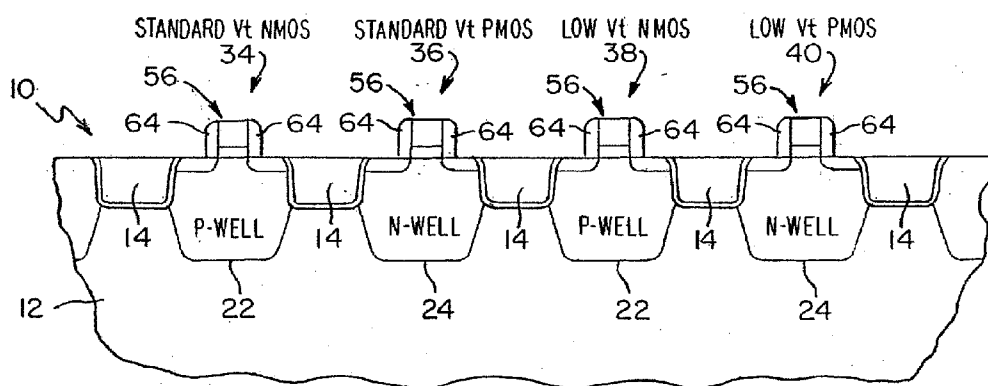 STANDARD Vt NMOS STANDARD Vt PMOS LOW Vt NMOS LOW Vt PMOS
34 36 38 40
10 56 56 56 56
64 64 64 64 64 64 64 64
14 14 14 14 14
P-WELL N-WELL P-WELL N-WELL
12 22 24 22 24